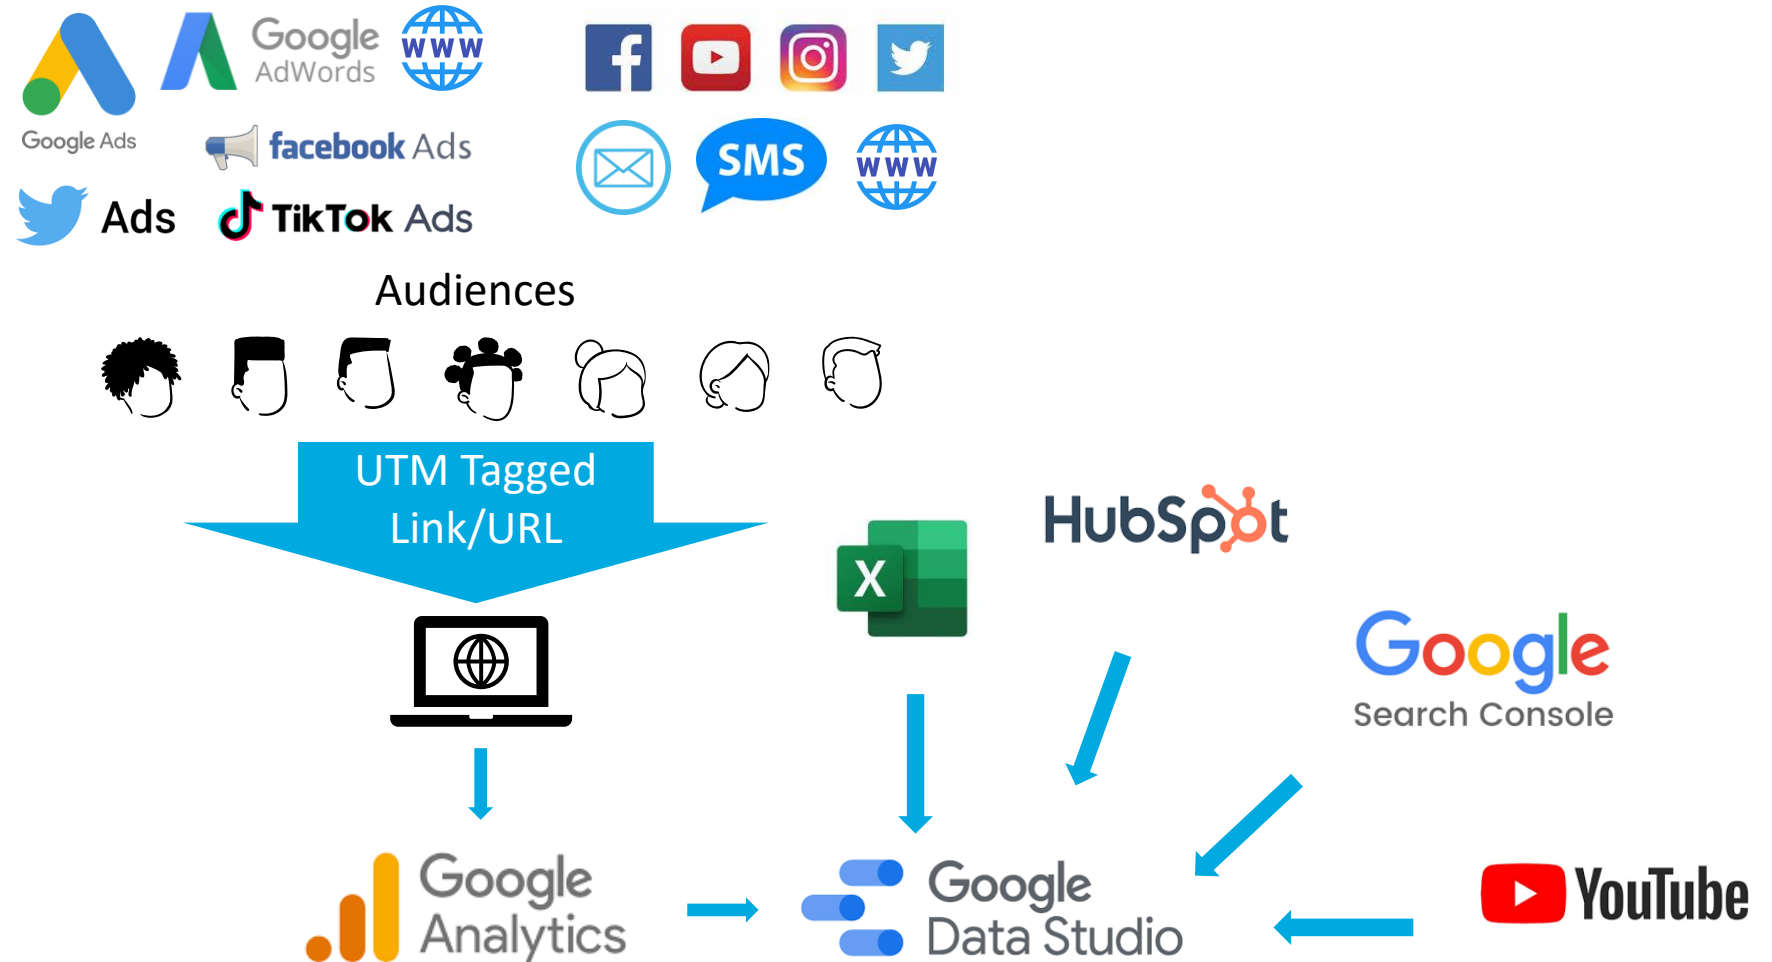 Google
AdWords
WWW
Google Ads
facebook Ads
Ads
TikTok Ads
f
SMS
WWW
Audiences
UTM Tagged
Link/URL
X
HubSpot
Google
Search Console
Google
Analytics
Google
Data Studio
YouTube